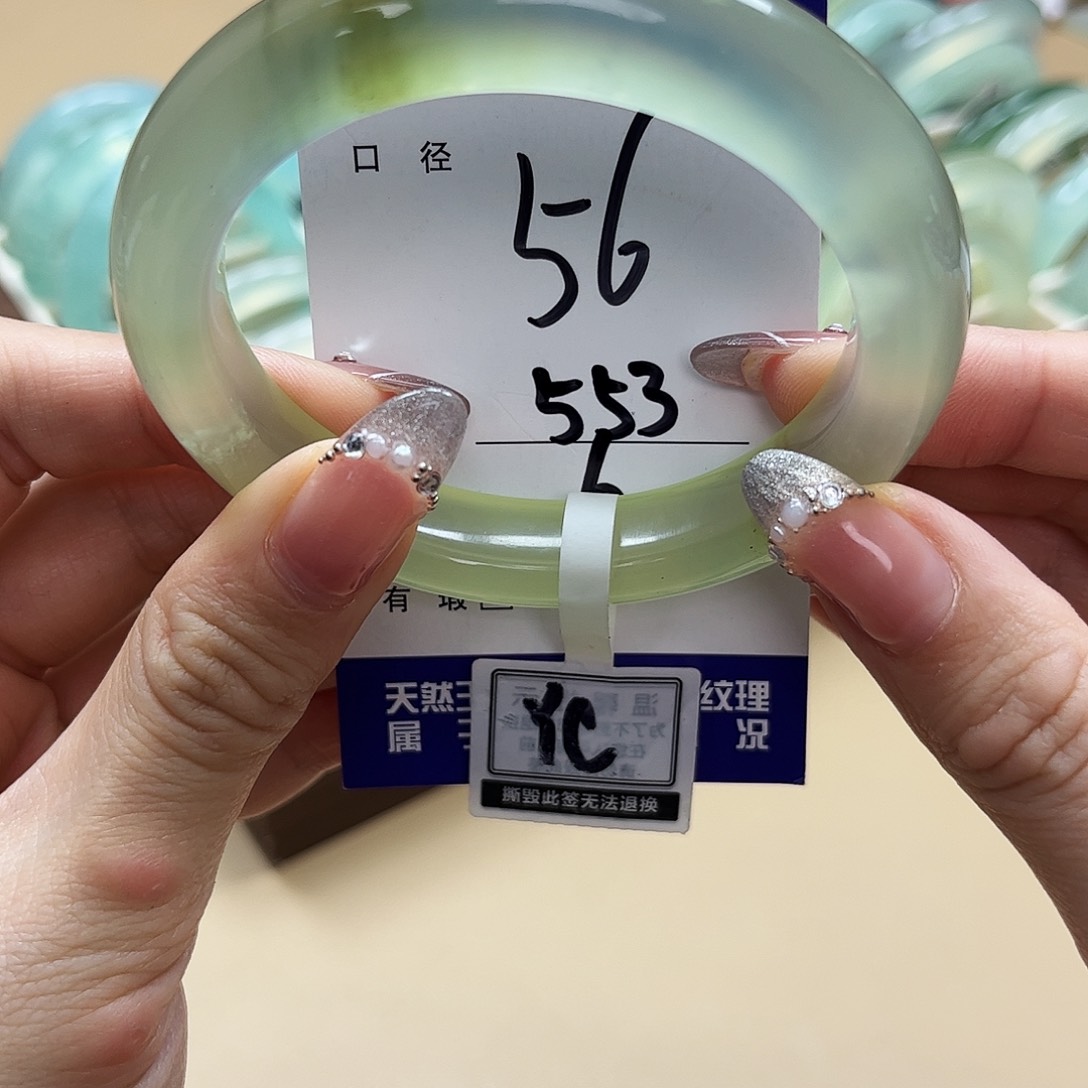 口 径
56
553
有 瑕
天然 纹理
属 况
YC
撕毁此签无法退换